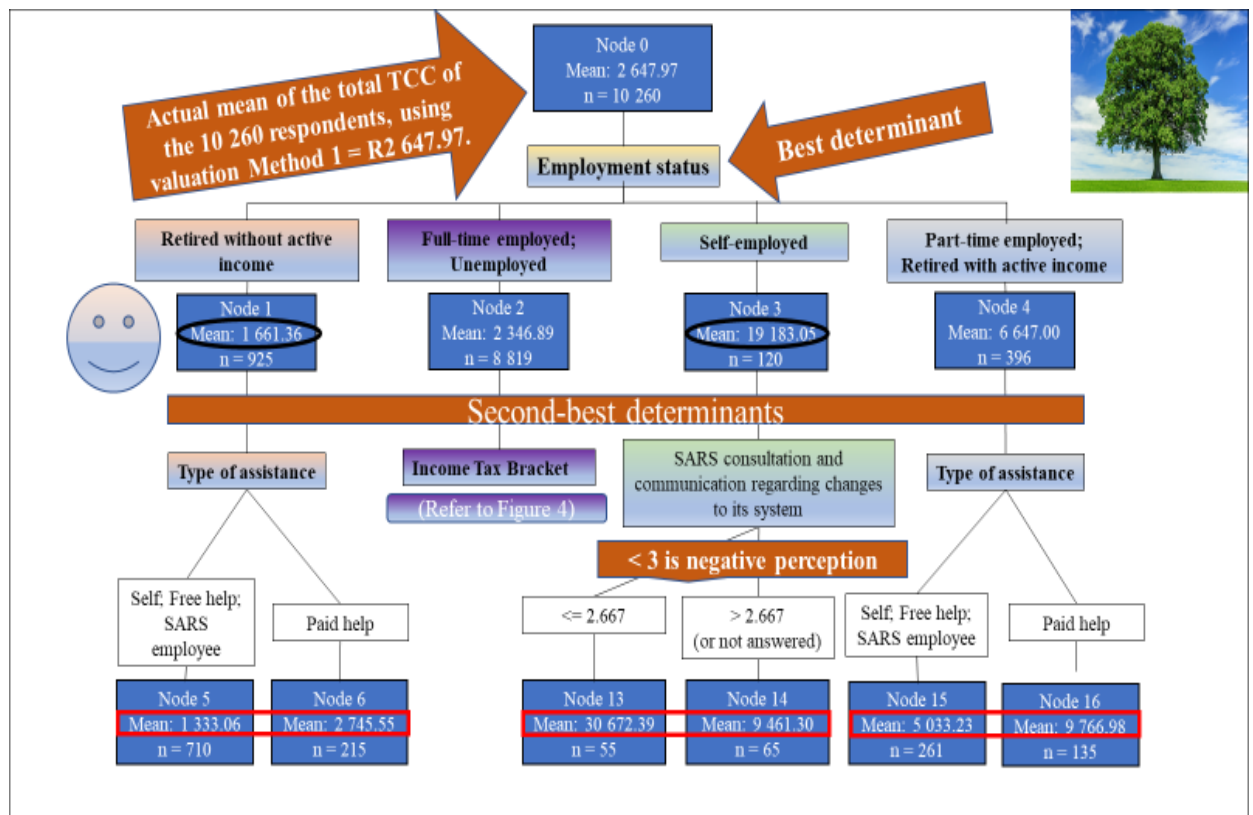 Node 0
Mean: 2 647.97
n = 10 260
Actual mean of the total TCC of
the 10 260 respondents, using
valuation Method 1 = R2 647.97.
Best determinant
Employment status
Retired without active
income
Full-time employed;
Unemployed
Self-employed
Part-time employed;
Retired with active income
Node 1
Mean: 1 661.36
n = 925
Node 2
Mean: 2 346.89
n = 8 819
Node 3
Mean: 19 183.05
n = 120
Node 4
Mean: 6 647.00
n = 396
Second-best determinants
Type of assistance
Income Tax Bracket
(Refer to Figure 4)
SARS consultation and
communication regarding changes
to its system
Type of assistance
< 3 is negative perception
Self; Free help;
SARS
employee
Paid help
<= 2.667
> 2.667
(or not answered)
Self; Free help;
SARS employee
Paid help
Node 5
Mean: 1 333.06
n = 710
Node 6
Mean: 2 745.55
n = 215
Node 13
Mean: 30 672.39
n = 55
Node 14
Mean: 9 461.30
n = 65
Node 15
Mean: 5 033.23
n = 261
Node 16
Mean: 9 766.98
n = 135